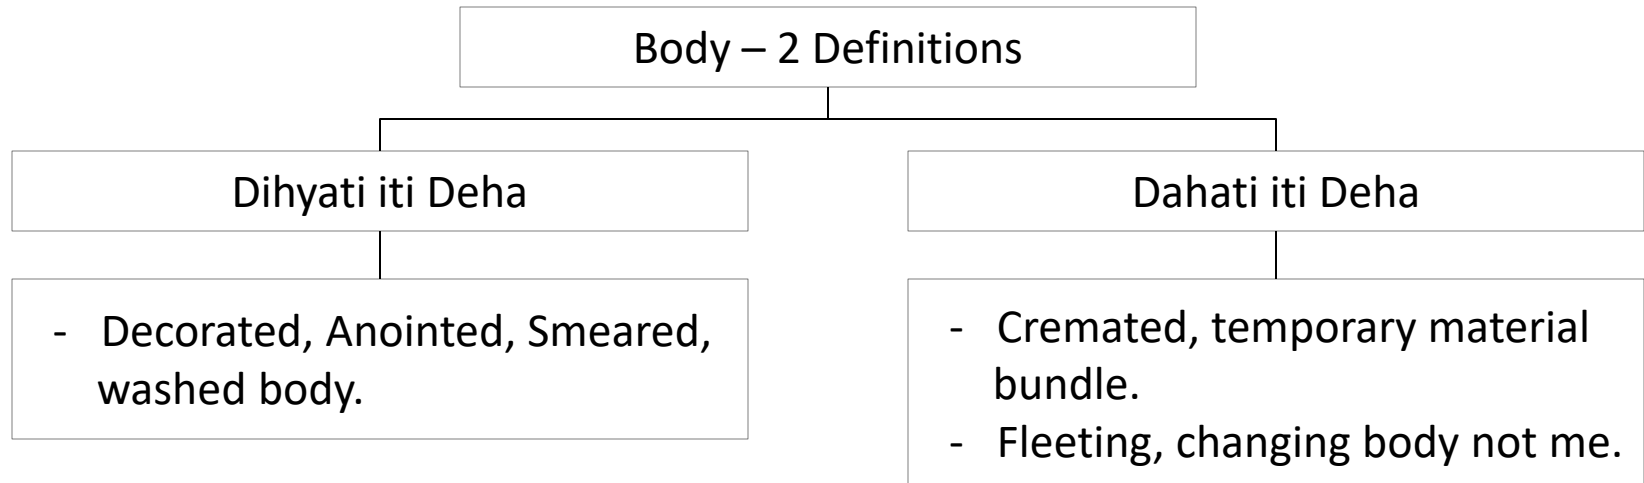 Body – 2 Definitions
Dihyati iti Deha
Dahati iti Deha
- Decorated, Anointed, Smeared,
washed body.
- Cremated, temporary material
bundle.
- Fleeting, changing body not me.